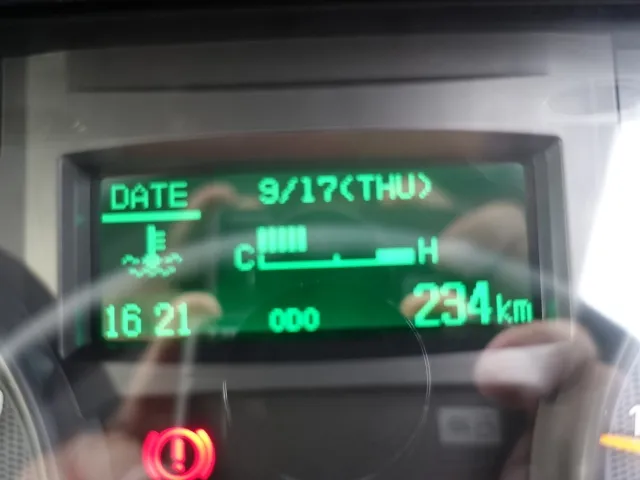 DATE 9/17(THU)
C H
16 21 ODO 234km